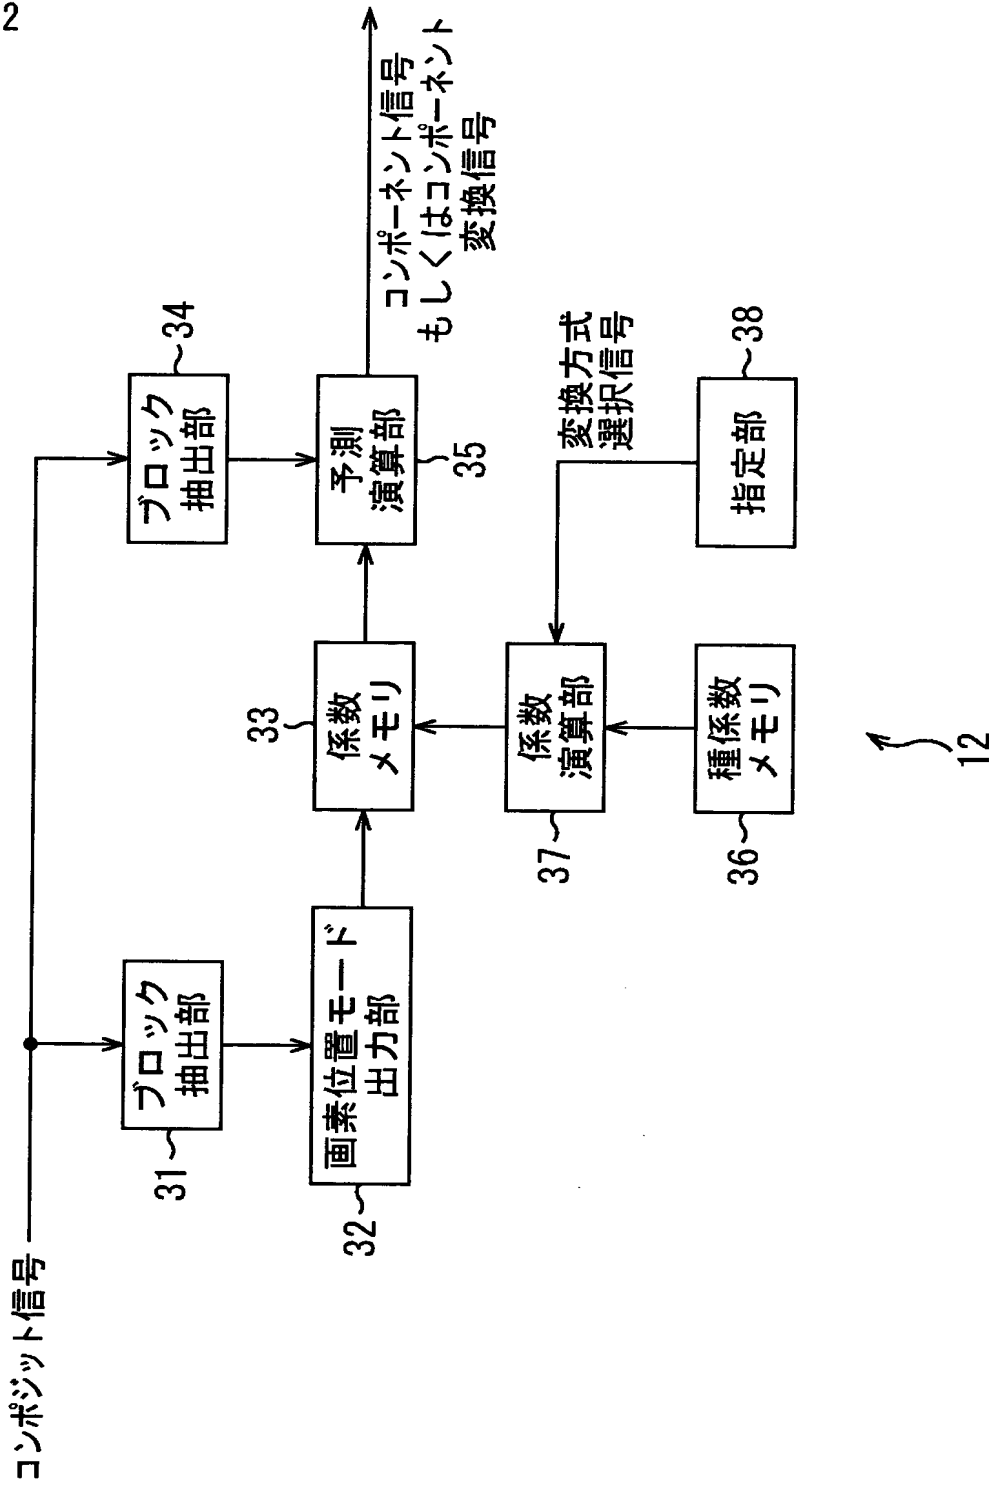 2
コンポジット信号
ブロック
抽出部
31
画素位置モード
出力部
32
係数
メモリ
33
ブロック
抽出部
34
予測
演算部
35
コンポーネント信号
もしくはコンポーネント
変換信号
係数
演算部
37
種係数
メモリ
36
変換方式
選択信号
指定部
38
12